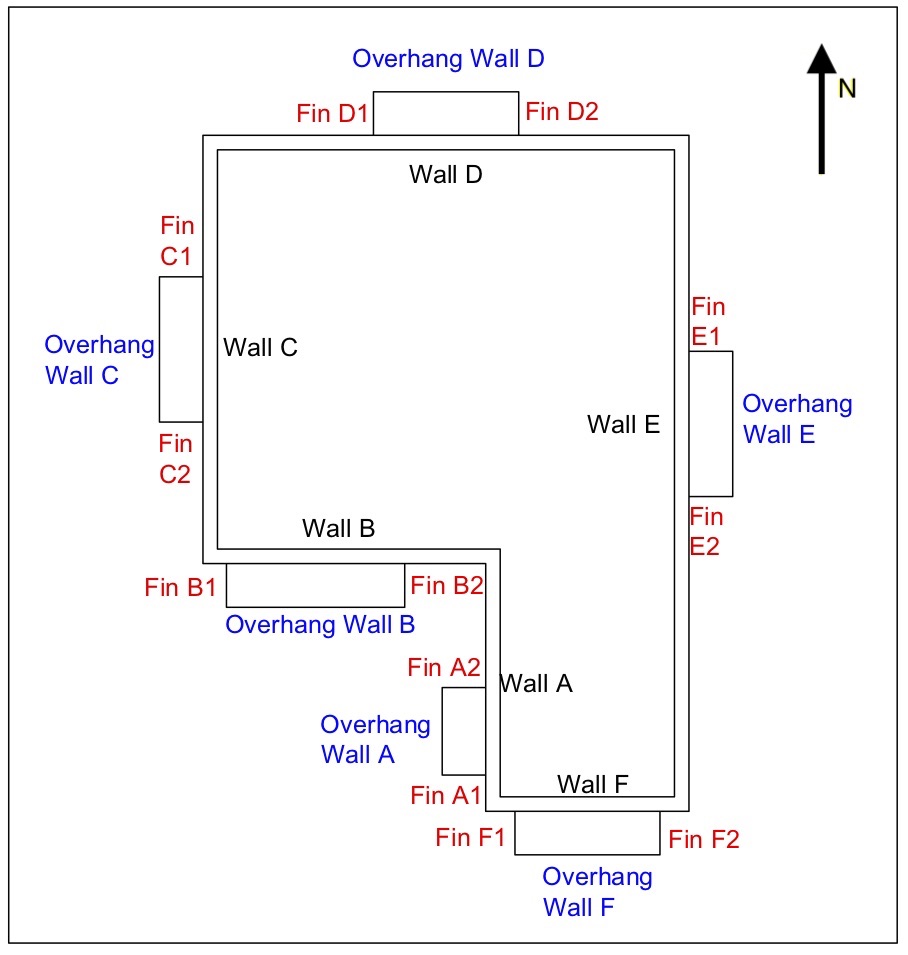 Overhang Wall D
N
Fin D1
Fin D2
Wall D
Fin
C1
Fin
E1
Overhang
Wall C
Wall C
Wall E
Overhang
Wall E
Fin
C2
Fin
E2
Wall B
Fin B1
Fin B2
Overhang Wall B
Fin A2
Wall A
Overhang
Wall A
Fin A1
Wall F
Fin F1
Fin F2
Overhang
Wall F